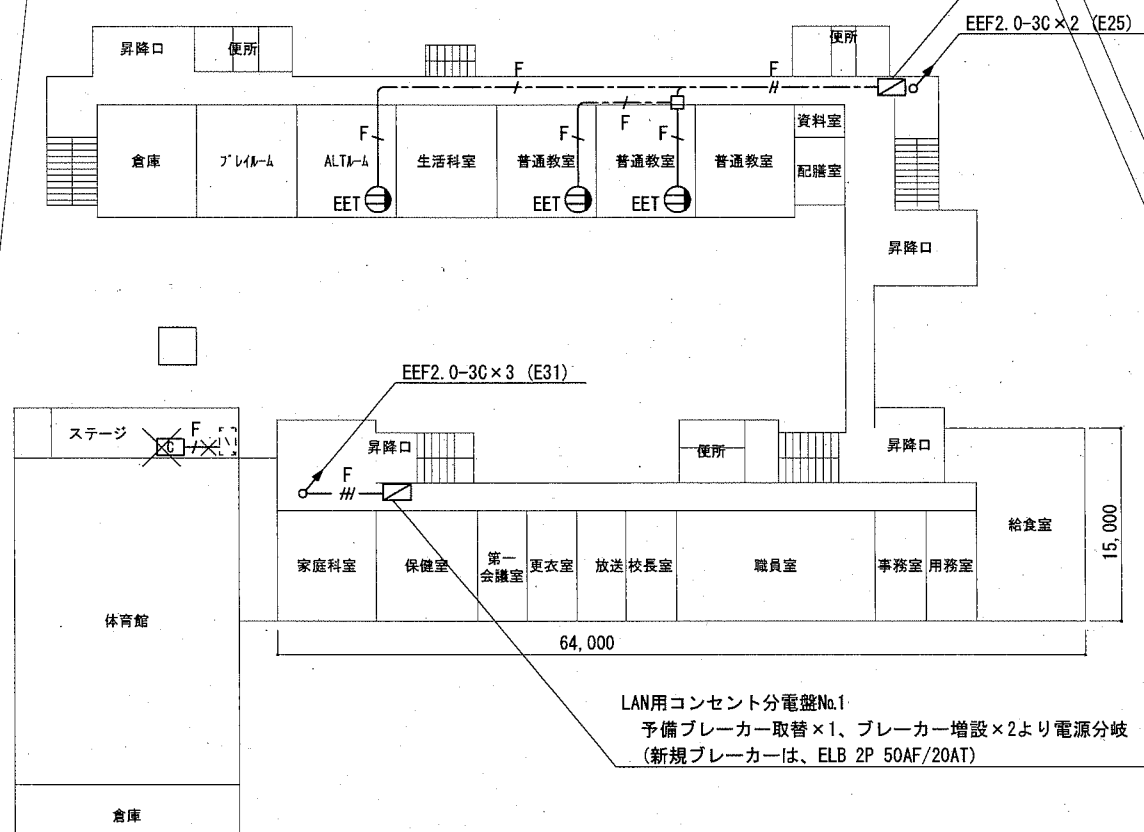 EEF2.0-3C×2 (E25)
昇降口
便所
便所
F
F
資料室
F
F
F
F
倉庫
プレイルーム
ALTルーム
生活科室
普通教室
普通教室
普通教室
配膳室
EET
EET
EET
昇降口
EEF2.0-3C×3 (E31)
ステージ
C
F
昇降口
便所
昇降口
F
給食室
15,000
家庭科室
保健室
第一
会議室
更衣室
放送
校長室
職員室
事務室
用務室
体育館
64,000
LAN用コンセント分電盤No.1
予備ブレーカー取替×1、ブレーカー増設×2より電源分岐
(新規ブレーカーは、ELB 2P 50AF/20AT)
倉庫